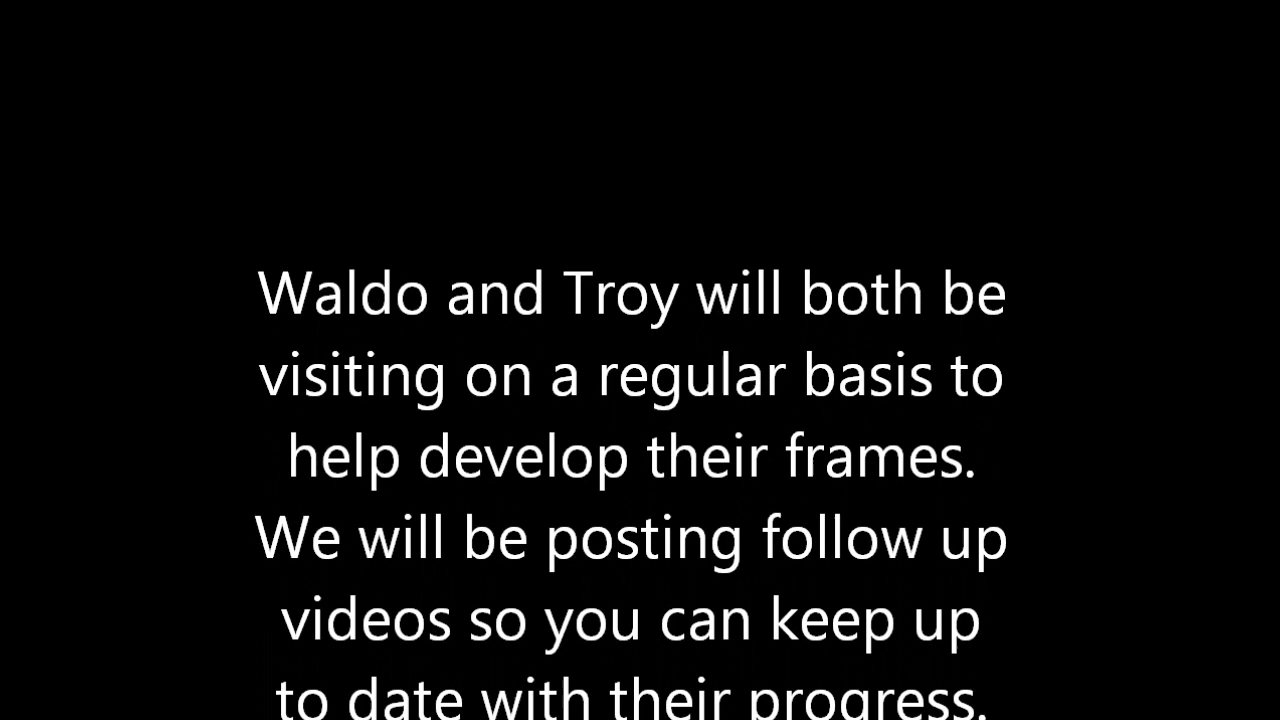 Waldo and Troy will both be
visiting on a regular basis to
help develop their frames.
We will be posting follow up
videos so you can keep up
to date with their progress.